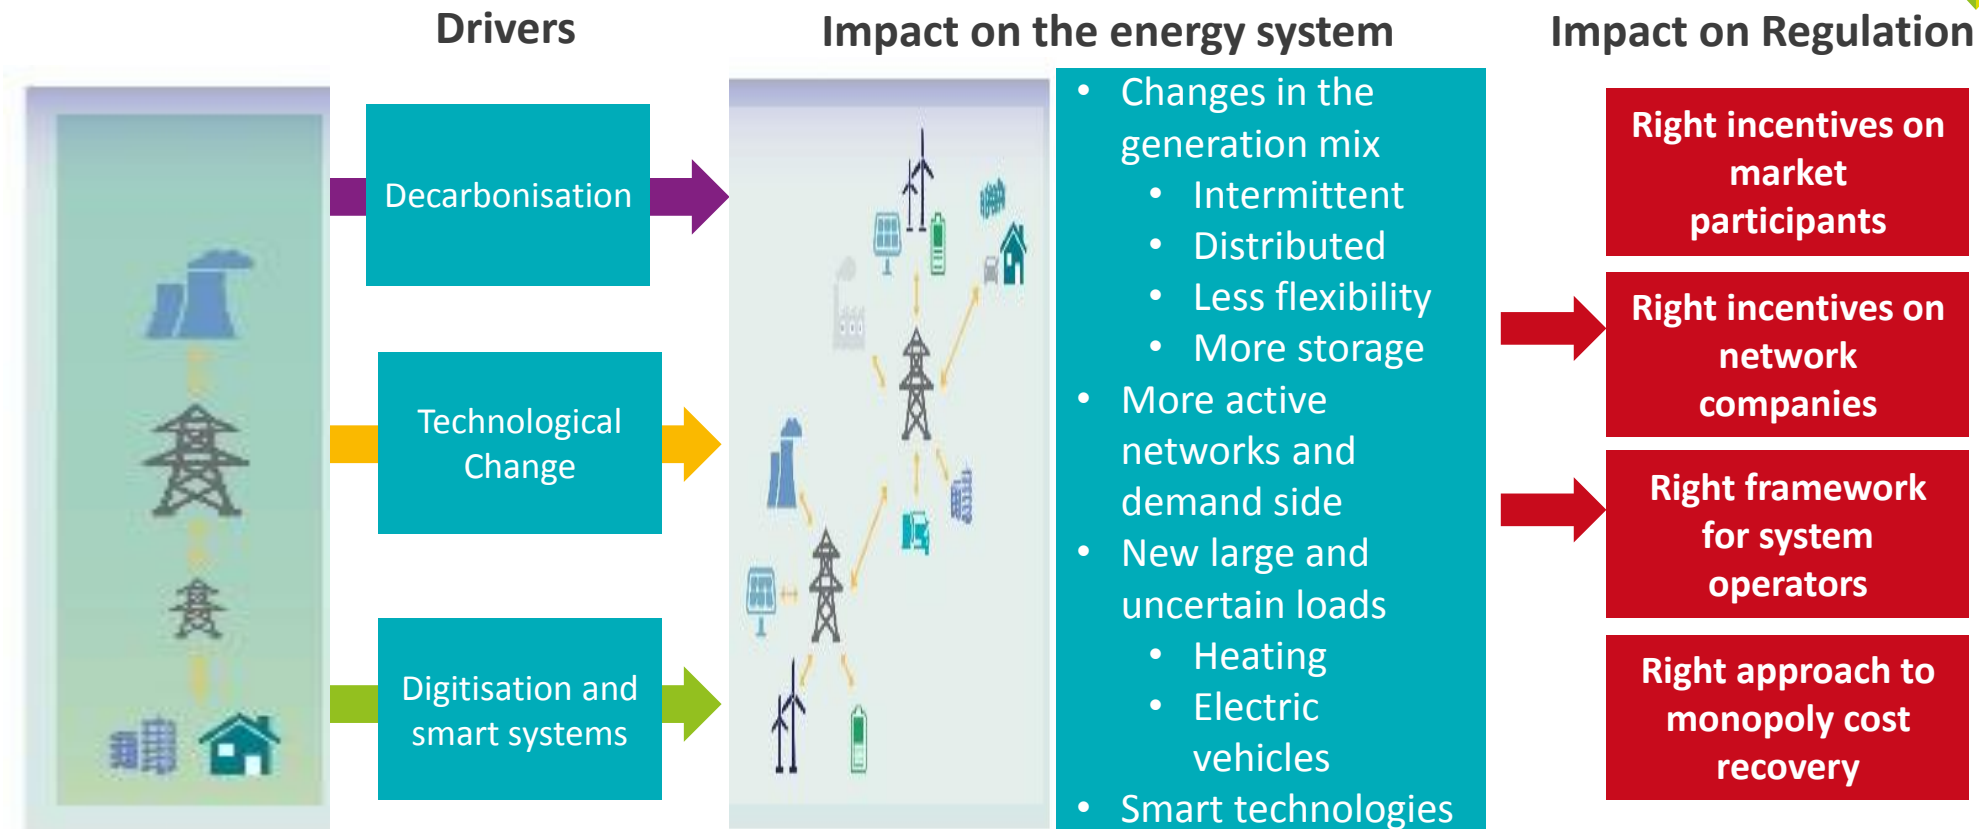 Drivers
Impact on the energy system
Impact on Regulation
Decarbonisation
Technological
Change
Digitisation and
smart systems
• Changes in the
generation mix
• Intermittent
• Distributed
• Less flexibility
• More storage
• More active
networks and
demand side
• New large and
uncertain loads
• Heating
• Electric
vehicles
• Smart technologies
Right incentives on
market
participants
Right incentives on
network
companies
Right framework
for system
operators
Right approach to
monopoly cost
recovery